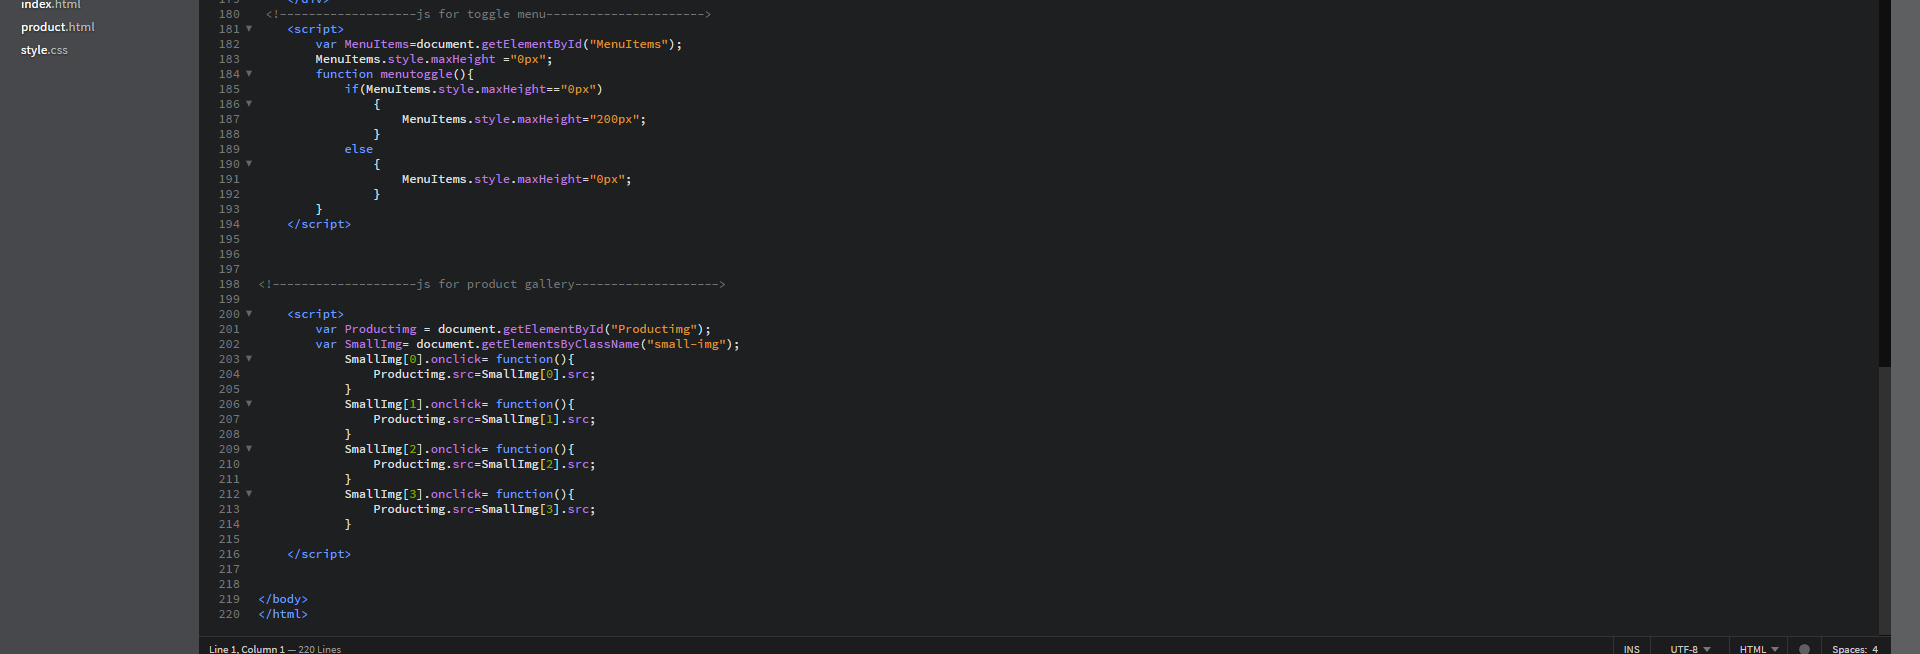 index.html
product.html
style.css
179 </div>
180 <!-------------------js for toggle menu---------------------->
181 <script>
182 var MenuItems=document.getElementById("MenuItems");
183 MenuItems.style.maxHeight ="0px";
184 function menutoggle(){
185 if(MenuItems.style.maxHeight=="0px")
186 {
187 MenuItems.style.maxHeight="200px";
188 }
189 else
190 {
191 MenuItems.style.maxHeight="0px";
192 }
193 }
194 </script>
195
196
197
198 <!--------------------js for product gallery-------------------->
199
200 <script>
201 var Productimg = document.getElementById("Productimg");
202 var SmallImg= document.getElementsByClassName("small-img");
203 SmallImg[0].onclick= function(){
204 Productimg.src=SmallImg[0].src;
205 }
206 SmallImg[1].onclick= function(){
207 Productimg.src=SmallImg[1].src;
208 }
209 SmallImg[2].onclick= function(){
210 Productimg.src=SmallImg[2].src;
211 }
212 SmallImg[3].onclick= function(){
213 Productimg.src=SmallImg[3].src;
214 }
215
216 </script>
217
218
219 </body>
220 </html>
Line 1, Column 1 — 220 Lines
INS UTF-8 HTML Spaces: 4